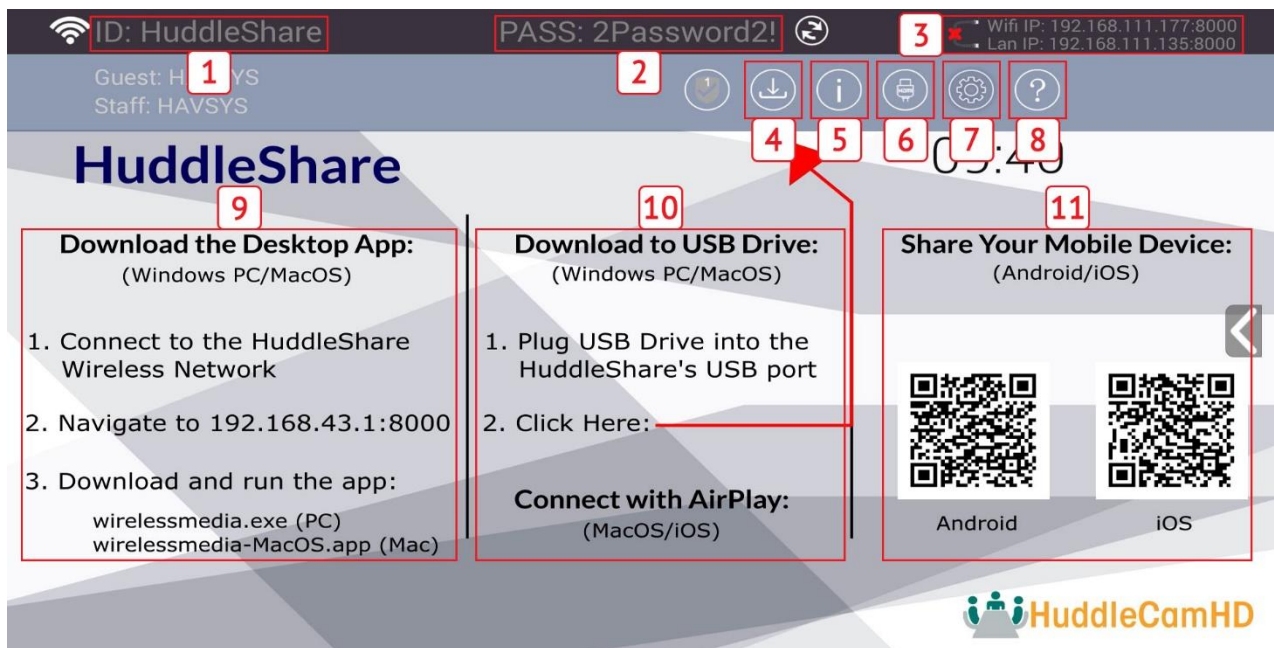 ID: HuddleShare
PASS: 2Password2!
3
Wifi IP: 192.168.111.177:8000
Lan IP: 192.168.111.135:8000
1
2
Guest: H YS
Staff: HAVSYS
1
i
HDMI
?
4
5
6
7
8
HuddleShare
:40
9
10
11
Download the Desktop App:
(Windows PC/MacOS)
1. Connect to the HuddleShare
Wireless Network
2. Navigate to 192.168.43.1:8000
3. Download and run the app:
wirelessmedia.exe (PC)
wirelessmedia-MacOS.app (Mac)
Download to USB Drive:
(Windows PC/MacOS)
1. Plug USB Drive into the
HuddleShare's USB port
2. Click Here:
Connect with AirPlay:
(MacOS/iOS)
Share Your Mobile Device:
(Android/iOS)
Android
iOS
HuddleCamHD